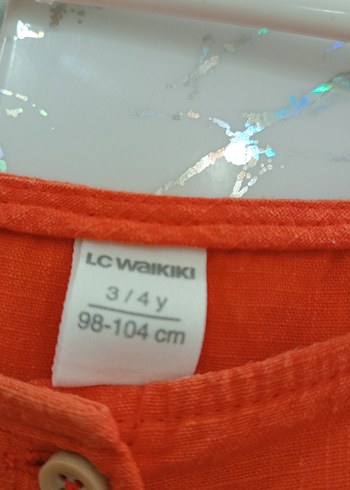 LC WAIKIKI
3 / 4 y
98-104 cm